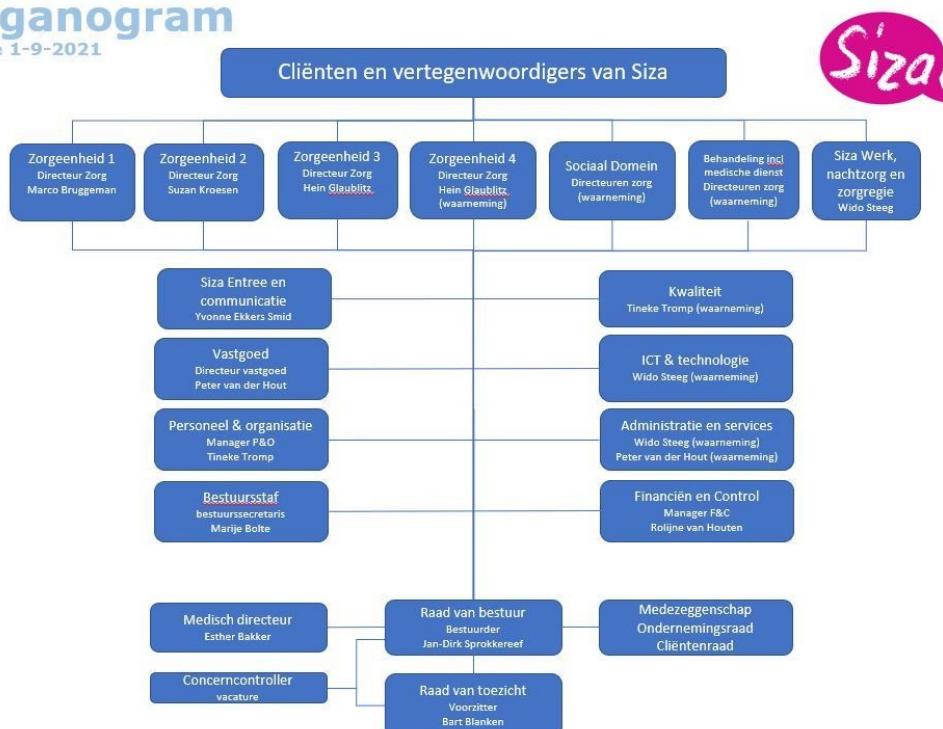 ganogram
1-9-2021
Siza
Cliënten en vertegenwoordigers van Siza
Zorgeenheid 1
Directeur Zorg
Marco Bruggeman
Zorgeenheid 2
Directeur Zorg
Suzan Kroesen
Zorgeenheid 3
Directeur Zorg
Hein Glaublitz
Zorgeenheid 4
Directeur Zorg
Hein Glaublitz
(waarneming)
Sociaal Domein
Directeuren zorg
(waarneming)
Behandeling incl
medische dienst
Directeuren zorg
(waarneming)
Siza Werk,
nachtzorg en
zorgregie
Wido Steeg
Siza Entree en
communicatie
Yvonne Ekkers Smid
Kwaliteit
Tineke Tromp (waarneming)
Vastgoed
Directeur vastgoed
Peter van der Hout
ICT & technologie
Wido Steeg (waarneming)
Personeel & organisatie
Manager P&O
Tineke Tromp
Administratie en services
Wido Steeg (waarneming)
Peter van der Hout (waarneming)
Bestuursstaf
bestuurssecretaris
Marije Bolte
Financiën en Control
Manager F&C
Rolijne van Houten
Medisch directeur
Esther Bakker
Raad van bestuur
Bestuurder
Jan-Dirk Sprokkereef
Medezeggenschap
Ondernemingsraad
Cliëntenraad
Concerncontroller
vacature
Raad van toezicht
Voorzitter
Bart Blanken